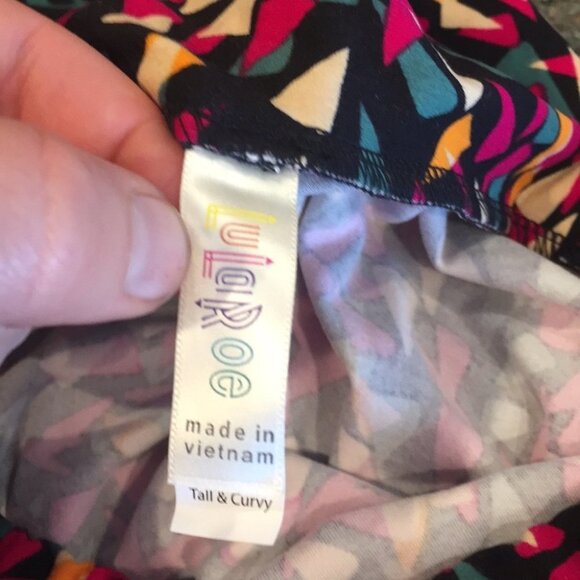 LuLaRoe
made in
vietnam
Tall & Curvy